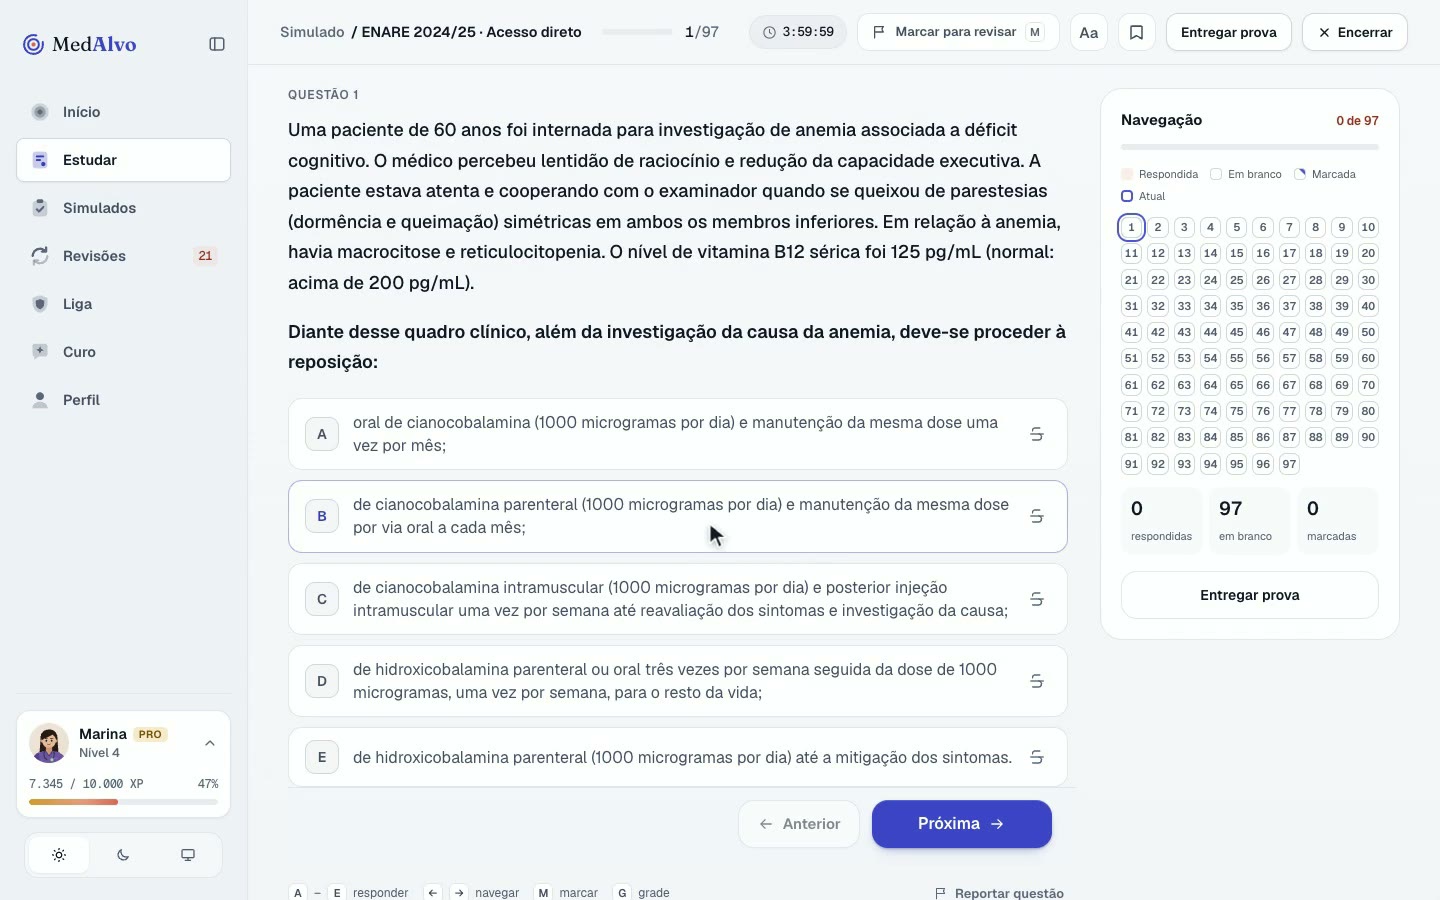 MedAlvo
Início
Estudar
Simulados
Revisões 21
Liga
Curo
Perfil
Marina PRO
Nível 4
7.345 / 10.000 XP 47%
Simulado / ENARE 2024/25 · Acesso direto 1/97 3:59:59 Marcar para revisar M Aa Entregar prova Encerrar
QUESTÃO 1
Uma paciente de 60 anos foi internada para investigação de anemia associada a déficit
cognitivo. O médico percebeu lentidão de raciocínio e redução da capacidade executiva. A
paciente estava atenta e cooperando com o examinador quando se queixou de parestesias
(dormência e queimação) simétricas em ambos os membros inferiores. Em relação à anemia,
havia macrocitose e reticulocitopenia. O nível de vitamina B12 sérica foi 125 pg/mL (normal:
acima de 200 pg/mL).
Diante desse quadro clínico, além da investigação da causa da anemia, deve-se proceder à
reposição:
A oral de cianocobalamina (1000 microgramas por dia) e manutenção da mesma dose uma
vez por mês;
B de cianocobalamina parenteral (1000 microgramas por dia) e manutenção da mesma dose
por via oral a cada mês;
C de cianocobalamina intramuscular (1000 microgramas por dia) e posterior injeção
intramuscular uma vez por semana até reavaliação dos sintomas e investigação da causa;
D de hidroxicobalamina parenteral ou oral três vezes por semana seguida da dose de 1000
microgramas, uma vez por semana, para o resto da vida;
E de hidroxicobalamina parenteral (1000 microgramas por dia) até a mitigação dos sintomas.
← Anterior Próxima →
A – E responder ← → navegar M marcar G grade Reportar questão
Navegação 0 de 97
Respondida Em branco Marcada
Atual
1 2 3 4 5 6 7 8 9 10
11 12 13 14 15 16 17 18 19 20
21 22 23 24 25 26 27 28 29 30
31 32 33 34 35 36 37 38 39 40
41 42 43 44 45 46 47 48 49 50
51 52 53 54 55 56 57 58 59 60
61 62 63 64 65 66 67 68 69 70
71 72 73 74 75 76 77 78 79 80
81 82 83 84 85 86 87 88 89 90
91 92 93 94 95 96 97
0 97 0
respondidas em branco marcadas
Entregar prova